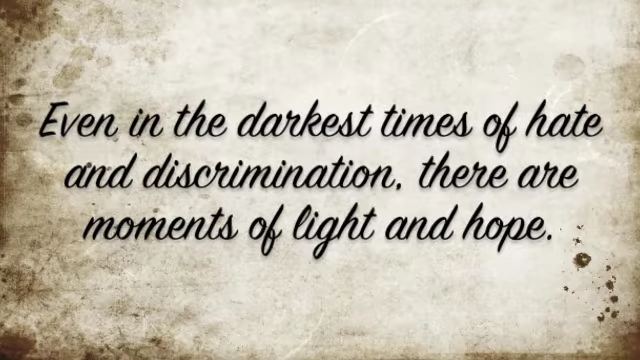 Even in the darkest times of hate
and discrimination, there are
moments of light and hope.